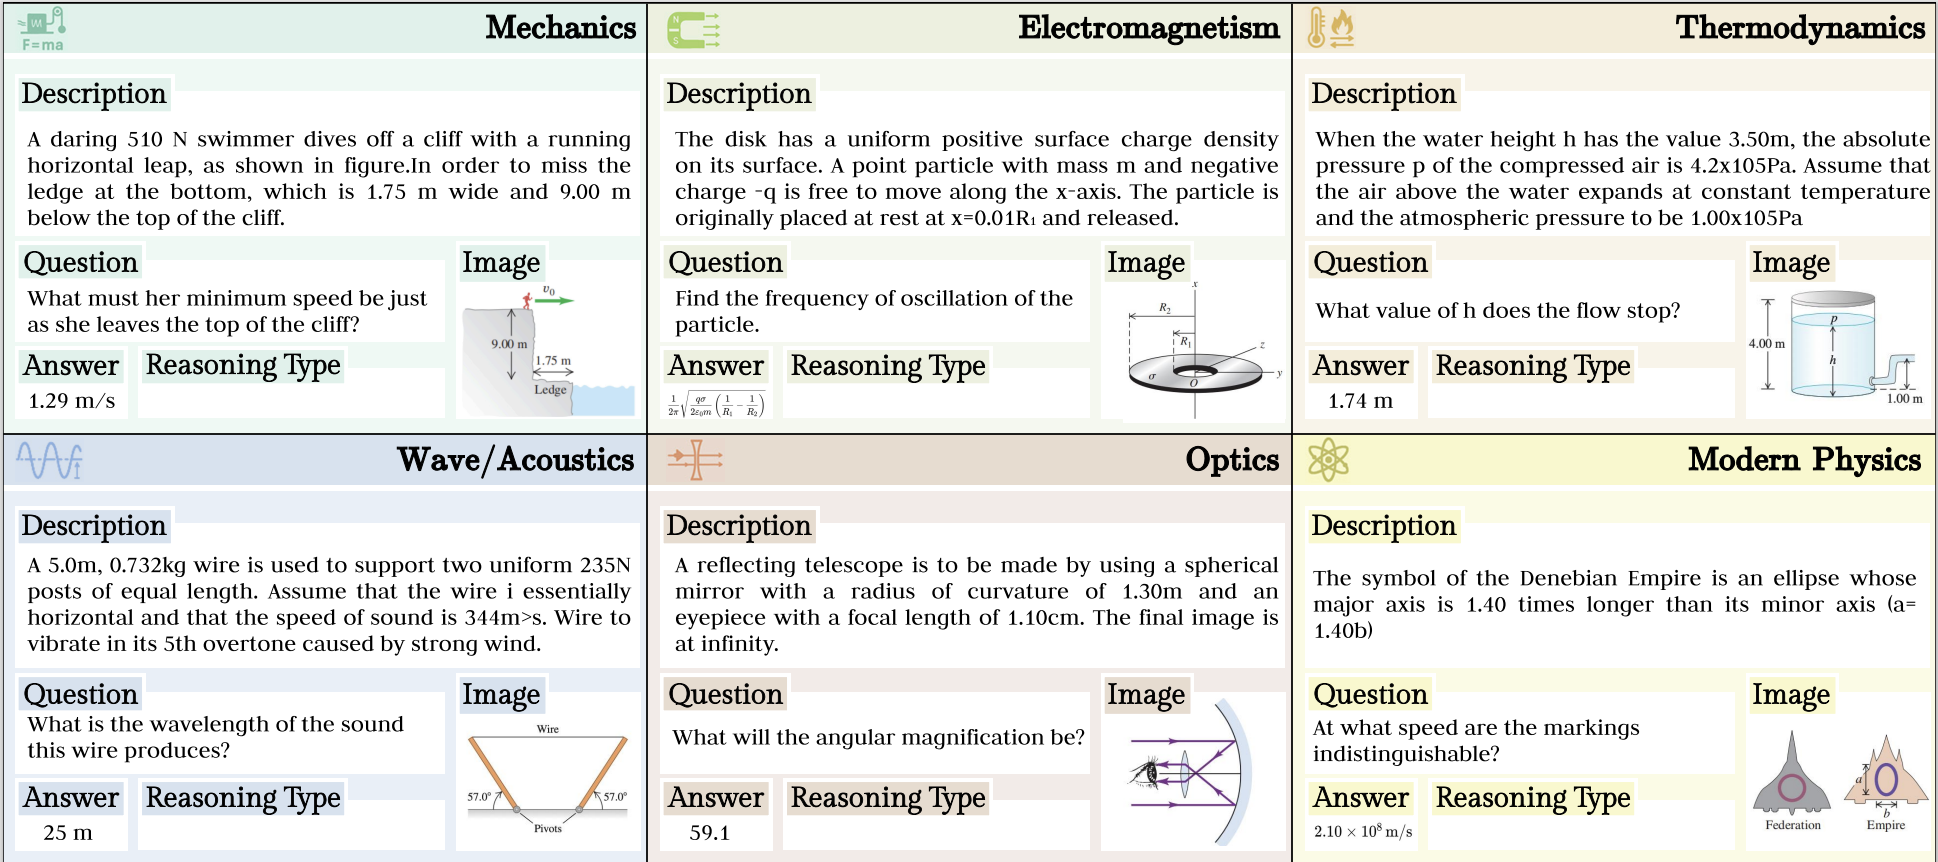 F=ma
Mechanics
Description
A daring 510 N swimmer dives off a cliff with a running
horizontal leap, as shown in figure.In order to miss the
ledge at the bottom, which is 1.75 m wide and 9.00 m
below the top of the cliff.
Question
What must her minimum speed be just
as she leaves the top of the cliff?
Image
v₀
9.00 m
1.75 m
Ledge
Answer
1.29 m/s
Reasoning Type
N
S
Electromagnetism
Description
The disk has a uniform positive surface charge density
on its surface. A point particle with mass m and negative
charge -q is free to move along the x-axis. The particle is
originally placed at rest at x=0.01R₁ and released.
Question
Find the frequency of oscillation of the
particle.
Image
x
R₂
R₁
z
y
σ
O
Answer
\frac{1}{2π}\sqrt{\frac{qσ}{2ε₀m}\left(\frac{1}{R₁}-\frac{1}{R₂}\right)}
Reasoning Type
Thermodynamics
Description
When the water height h has the value 3.50m, the absolute
pressure p of the compressed air is 4.2x105Pa. Assume that
the air above the water expands at constant temperature
and the atmospheric pressure to be 1.00x105Pa
Question
What value of h does the flow stop?
Image
p
4.00 m
h
1.00 m
Answer
1.74 m
Reasoning Type
Wave/Acoustics
Description
A 5.0m, 0.732kg wire is used to support two uniform 235N
posts of equal length. Assume that the wire i essentially
horizontal and that the speed of sound is 344m>s. Wire to
vibrate in its 5th overtone caused by strong wind.
Question
What is the wavelength of the sound
this wire produces?
Image
Wire
57.0°
57.0°
Pivots
Answer
25 m
Reasoning Type
Optics
Description
A reflecting telescope is to be made by using a spherical
mirror with a radius of curvature of 1.30m and an
eyepiece with a focal length of 1.10cm. The final image is
at infinity.
Question
What will the angular magnification be?
Image
Answer
59.1
Reasoning Type
Modern Physics
Description
The symbol of the Denebian Empire is an ellipse whose
major axis is 1.40 times longer than its minor axis (a=
1.40b)
Question
At what speed are the markings
indistinguishable?
Image
a
b
Federation
Empire
Answer
2.10 × 10⁸ m/s
Reasoning Type